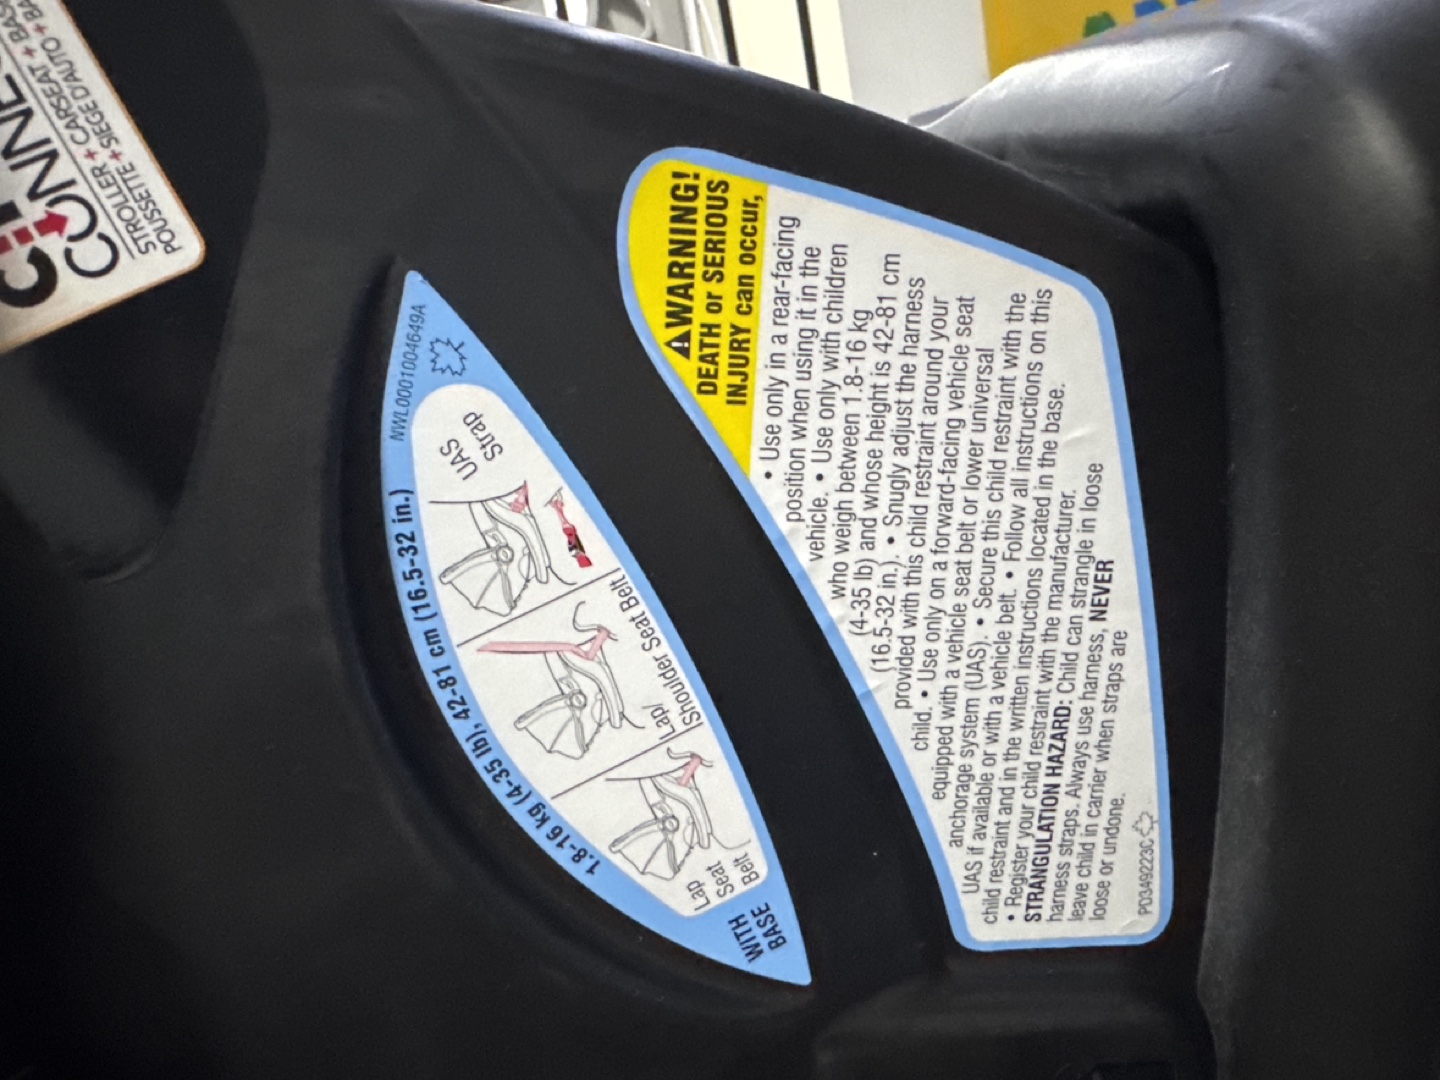 CONNE
STROLLER + CARSEAT + BAS
POUSSETTE + SIÈGE D'AUTO + BA
NWL0001004649A
1.8-16 kg (4-35 lb), 42-81 cm (16.5-32 in.)
UAS
Strap
Lap/
Shoulder Seat Belt
Lap
Seat
Belt
WITH
BASE
⚠WARNING!
DEATH or SERIOUS
INJURY can occur,
• Use only in a rear-facing
position when using it in the
vehicle. • Use only with children
who weigh between 1.8-16 kg
(4-35 lb) and whose height is 42-81 cm
(16.5-32 in.). • Snugly adjust the harness
provided with this child restraint around your
child. • Use only on a forward-facing vehicle seat
equipped with a vehicle seat belt or lower universal
anchorage system (UAS). • Secure this child restraint with the
UAS if available or with a vehicle belt. • Follow all instructions on this
child restraint and in the written instructions located in the base.
• Register your child restraint with the manufacturer.
STRANGULATION HAZARD: Child can strangle in loose
harness straps. Always use harness, NEVER
leave child in carrier when straps are
loose or undone.
PD349223C